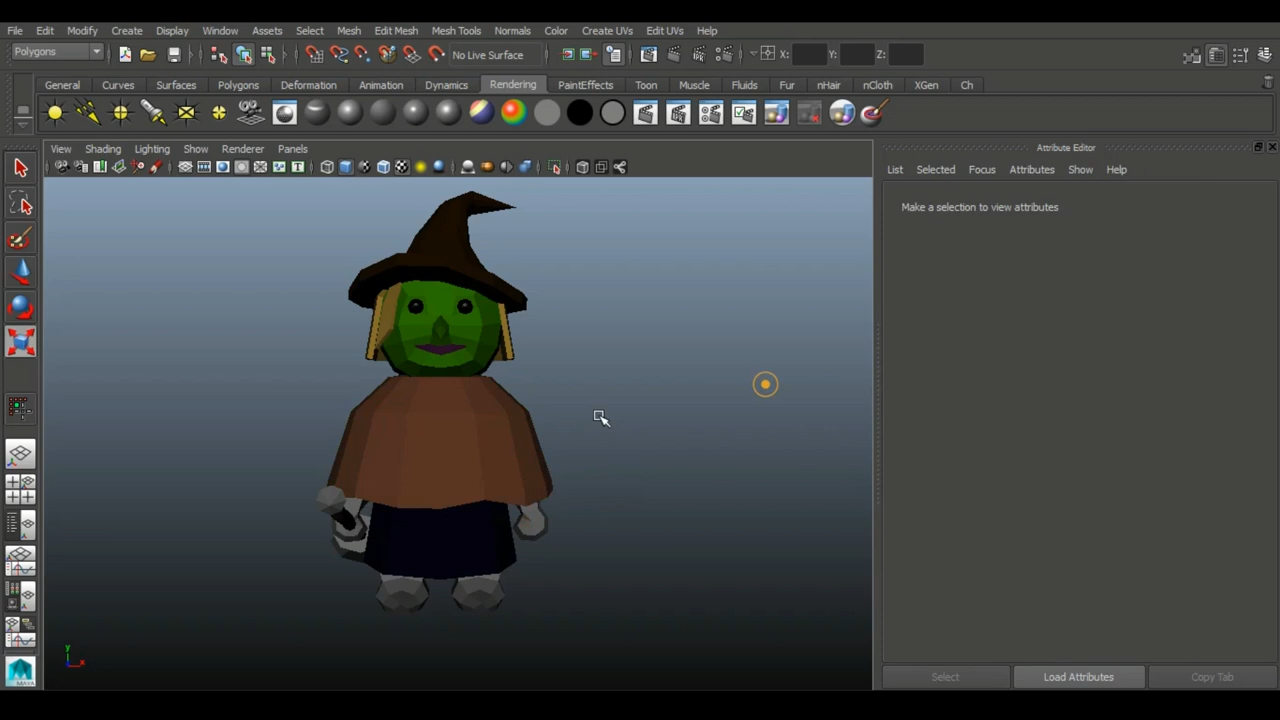 File Edit Modify Create Display Window Assets Select Mesh Edit Mesh Mesh Tools Normals Color Create UVs Edit UVs Help
Polygons No Live Surface X: Y: Z:
General Curves Surfaces Polygons Deformation Animation Dynamics Rendering PaintEffects Toon Muscle Fluids Fur nHair nCloth XGen Ch
View Shading Lighting Show Renderer Panels
Attribute Editor
List Selected Focus Attributes Show Help
Make a selection to view attributes
y
x
MAYA
Select Load Attributes Copy Tab